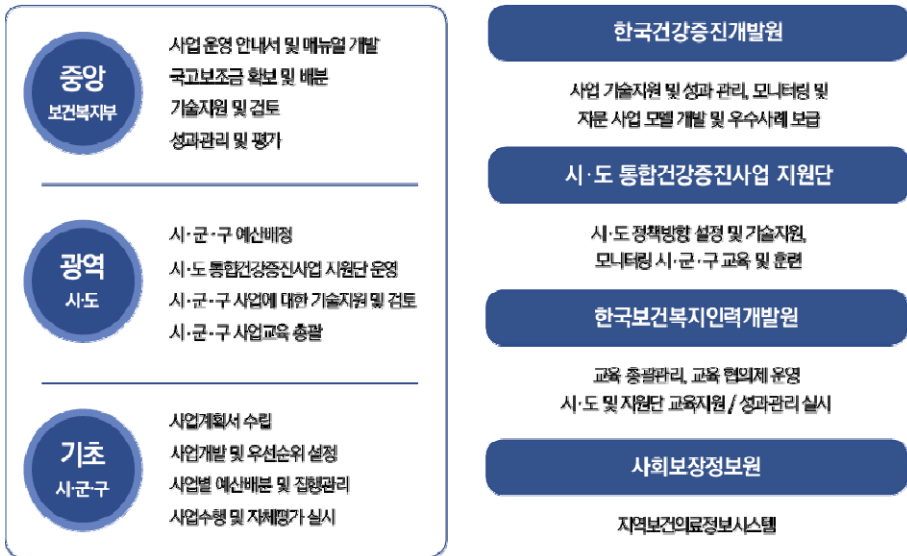 중앙
보건복지부
사업 운영 안내서 및 매뉴얼 개발
국고보조금 확보 및 배분
기술지원 및 검토
성과관리 및 평가
광역
시·도
시·군·구 예산배정
시·도 통합건강증진사업 지원단 운영
시·군·구 사업에 대한 기술지원 및 검토
시·군·구 사업교육 총괄
기초
시·군·구
사업계획서 수립
사업개발 및 우선순위 설정
사업별 예산배분 및 집행관리
사업수행 및 자체평가 실시
한국건강증진개발원
사업 기술지원 및 성과 관리, 모니터링 및
자문 사업 모델 개발 및 우수사례 보급
시·도 통합건강증진사업 지원단
시·도 정책방향 설정 및 기술지원,
모니터링 시·군·구 교육 및 훈련
한국보건복지인력개발원
교육 총괄관리, 교육 협의체 운영
시·도 및 지원단 교육지원 / 성과관리 실시
사회보장정보원
지역보건의료정보시스템